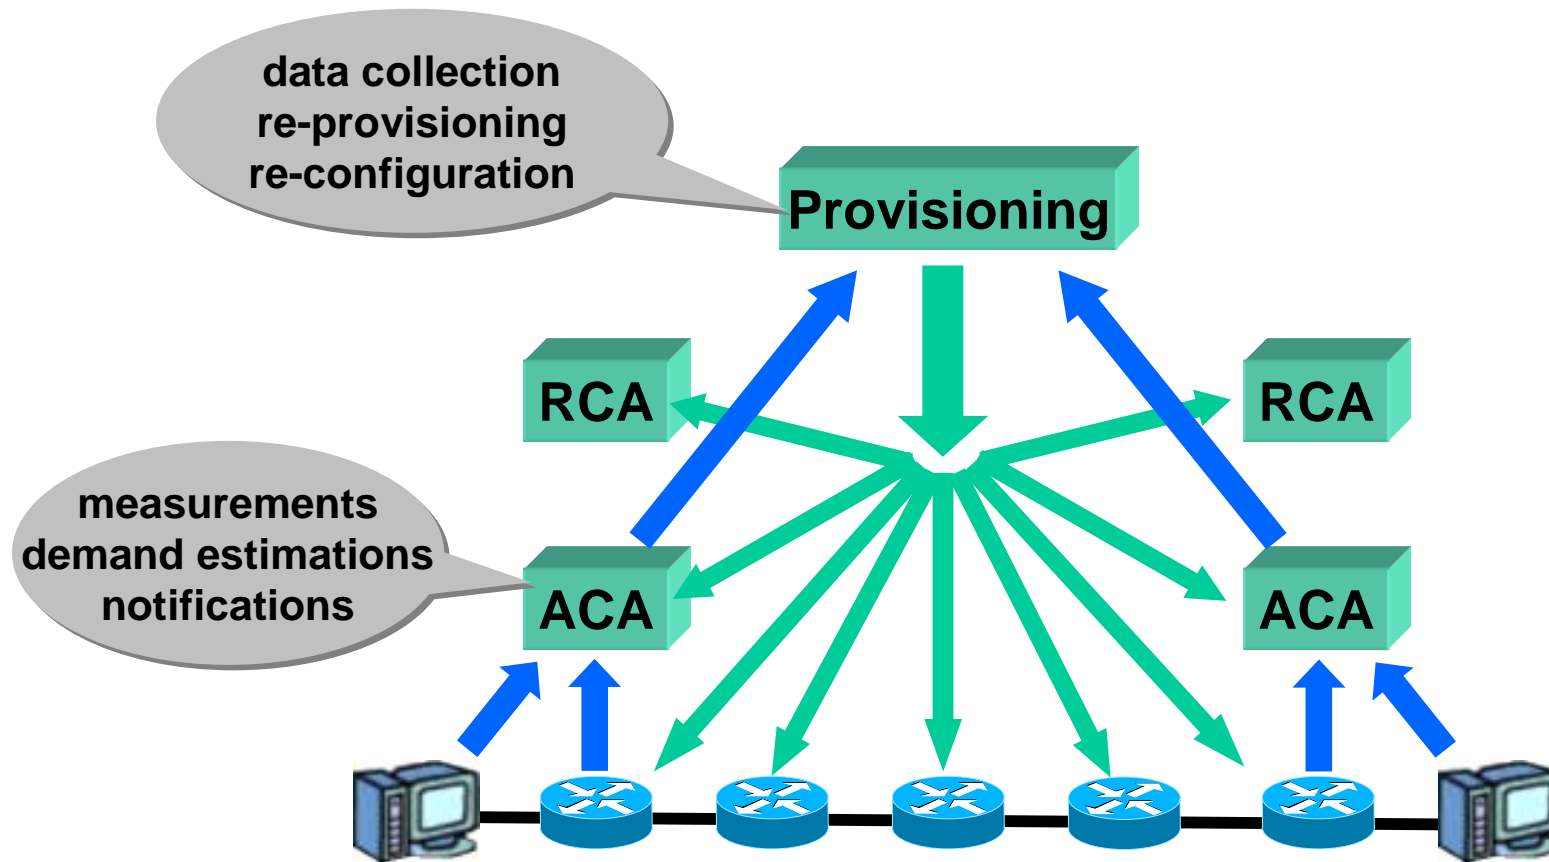 data collection
re-provisioning
re-configuration
Provisioning
RCA
RCA
measurements
demand estimations
notifications
ACA
ACA